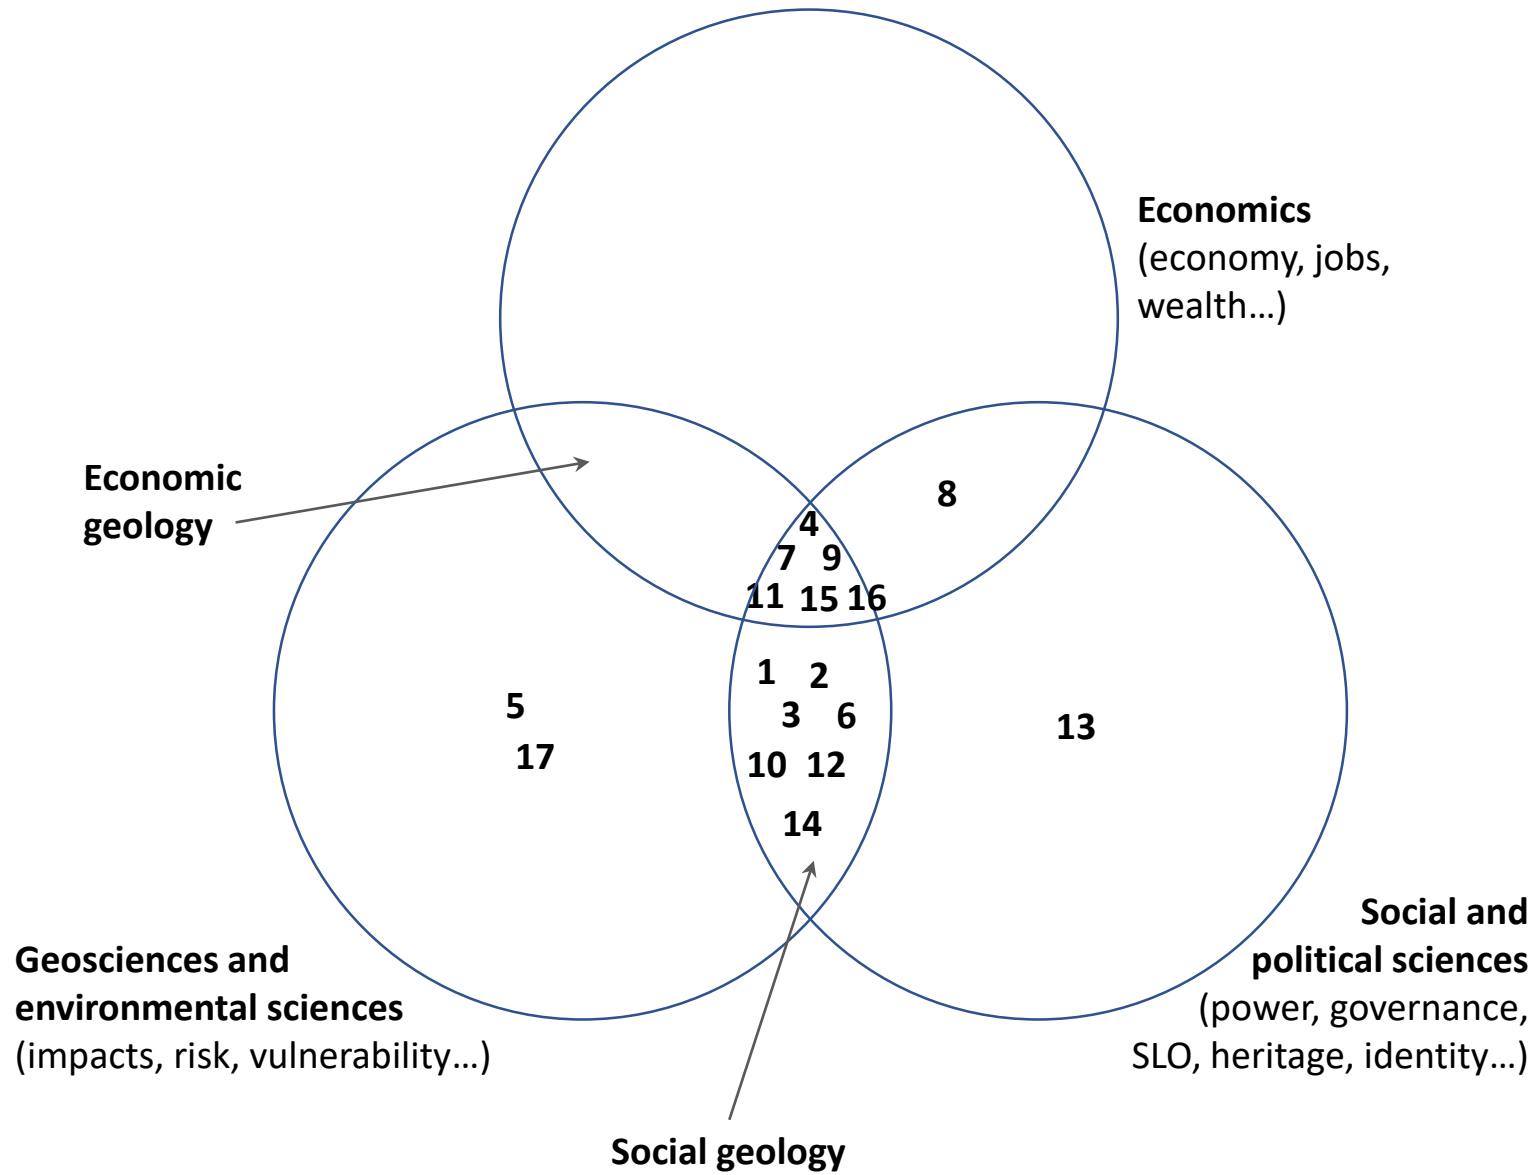 Economics
(economy, jobs,
wealth…)
Economic
geology
8
4
7 9
11 15 16
1 2
3 6
5
13
17
10 12
14
Social and
political sciences
(power, governance,
SLO, heritage, identity…)
Geosciences and
environmental sciences
(impacts, risk, vulnerability…)
Social geology